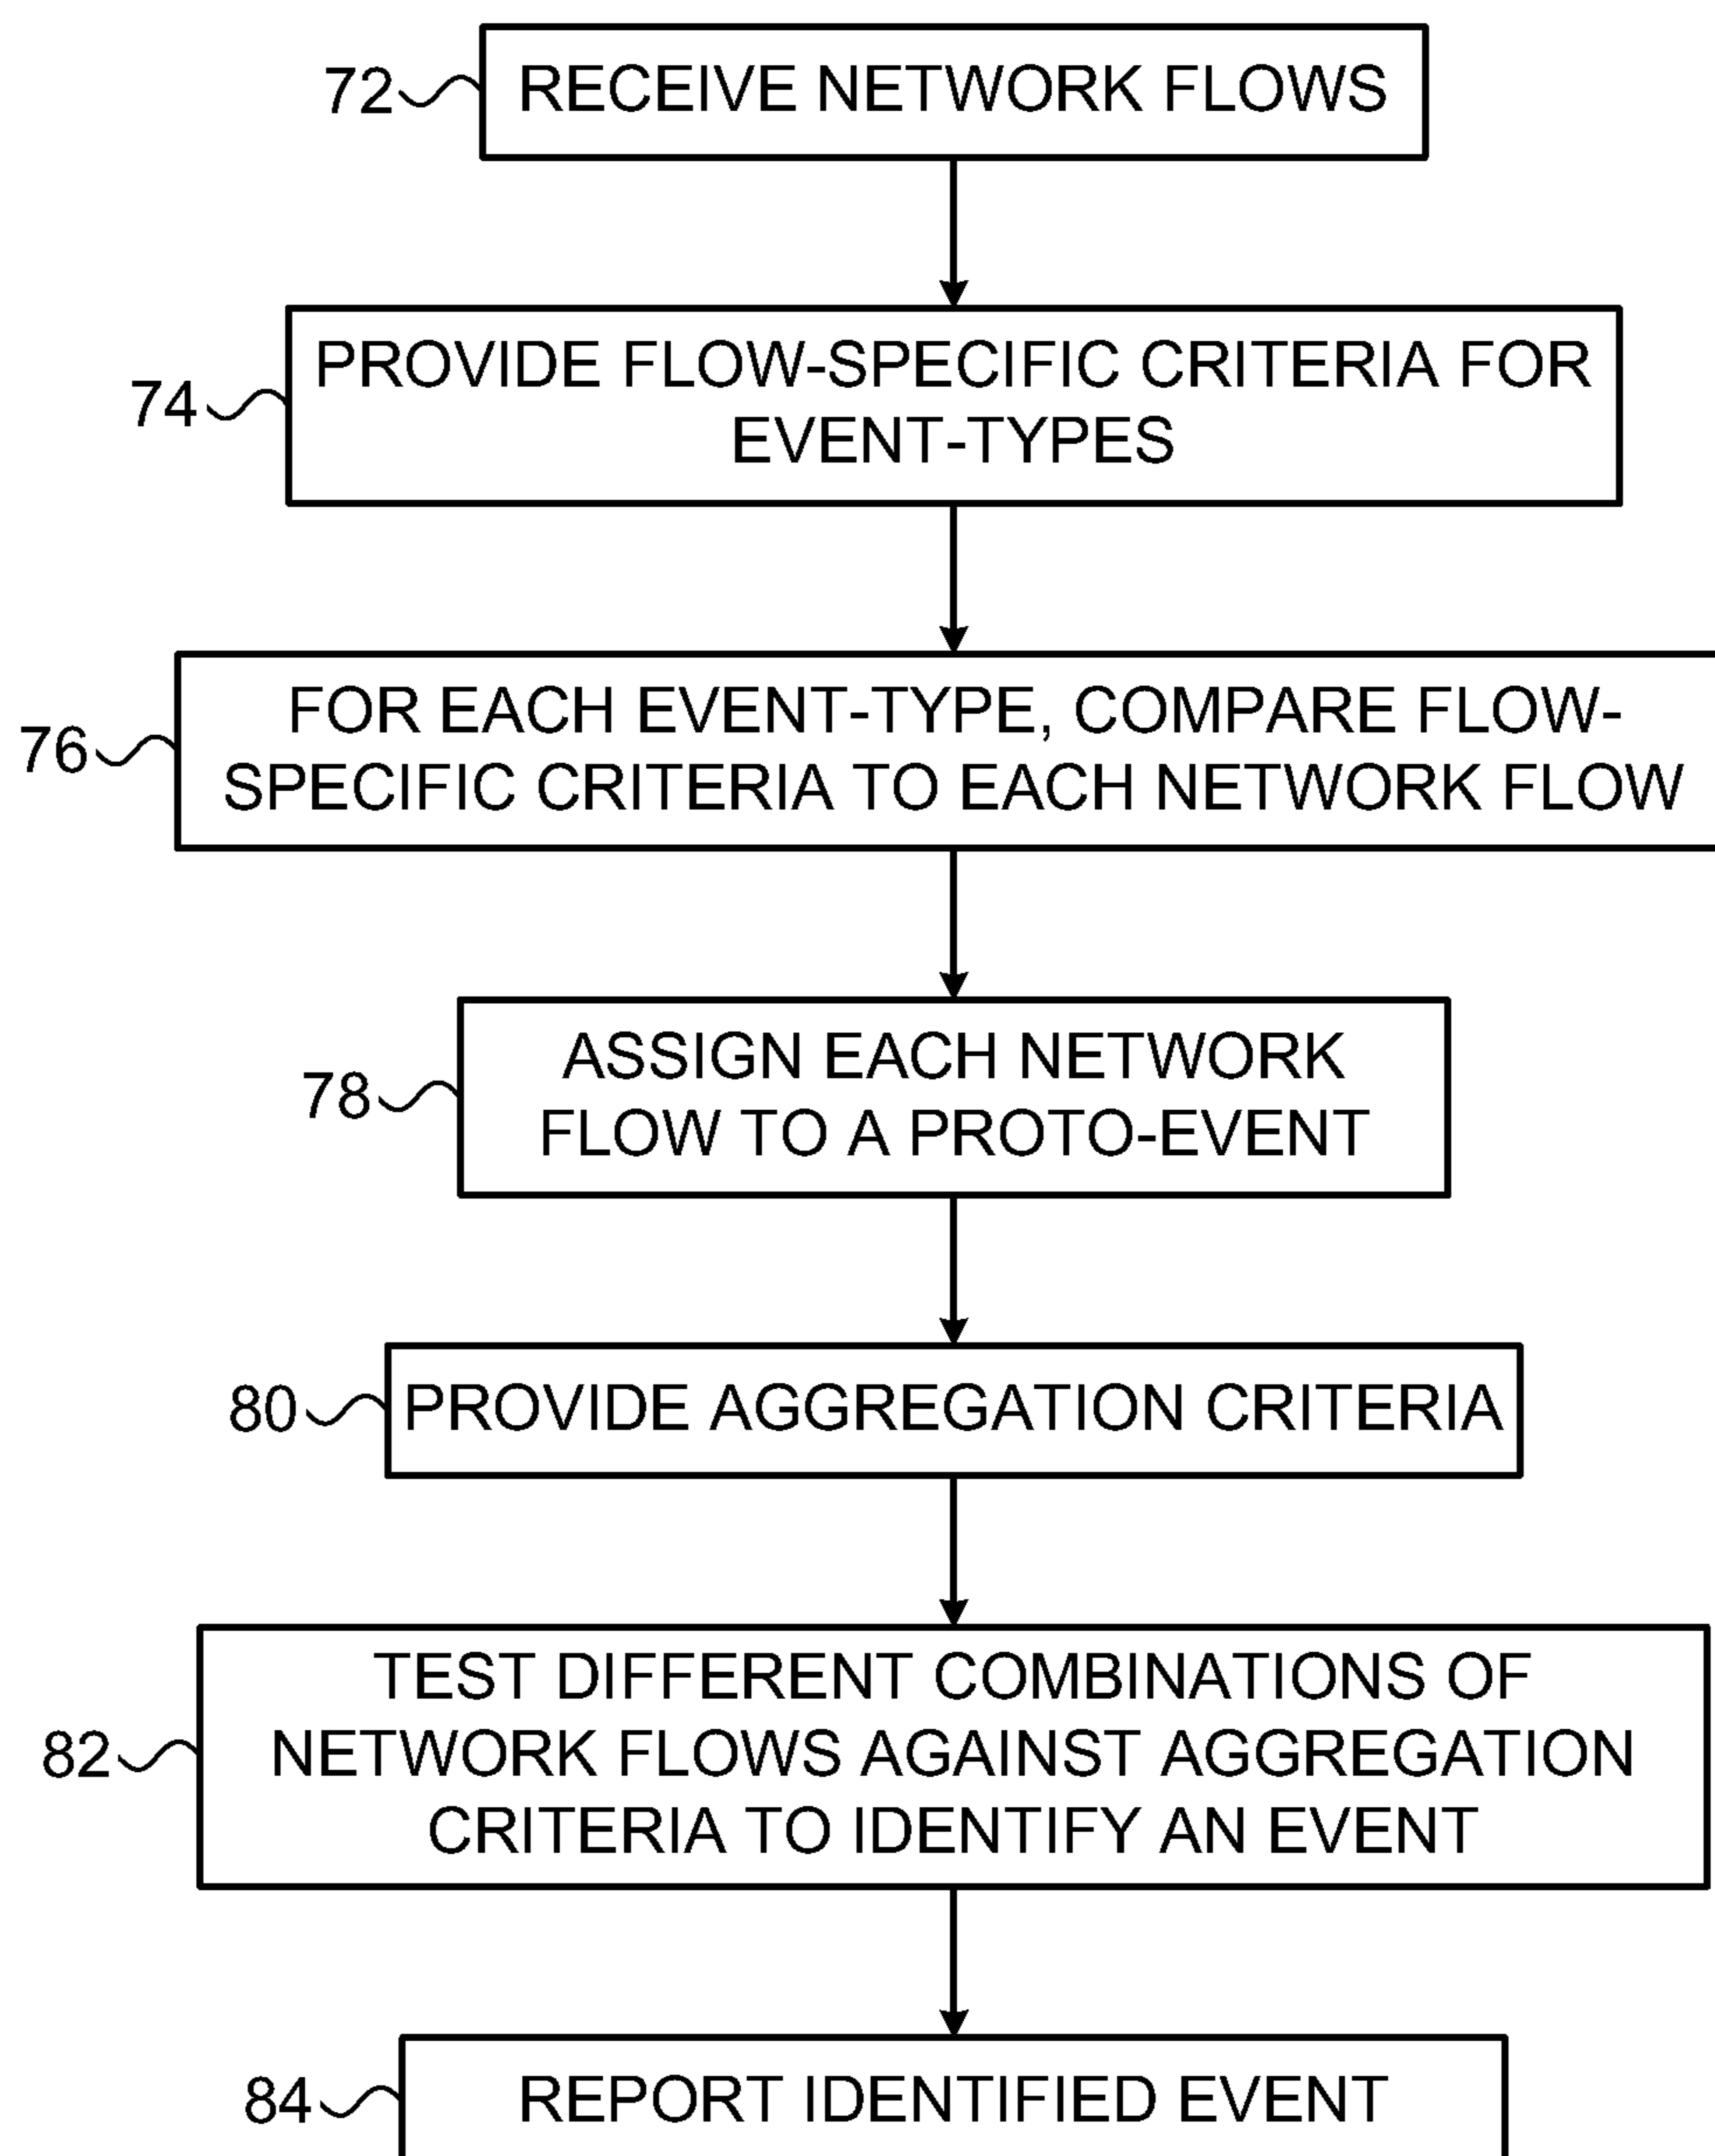 72
RECEIVE NETWORK FLOWS
74
PROVIDE FLOW-SPECIFIC CRITERIA FOR
EVENT-TYPES
76
FOR EACH EVENT-TYPE, COMPARE FLOW-
SPECIFIC CRITERIA TO EACH NETWORK FLOW
78
ASSIGN EACH NETWORK
FLOW TO A PROTO-EVENT
80
PROVIDE AGGREGATION CRITERIA
82
TEST DIFFERENT COMBINATIONS OF
NETWORK FLOWS AGAINST AGGREGATION
CRITERIA TO IDENTIFY AN EVENT
84
REPORT IDENTIFIED EVENT